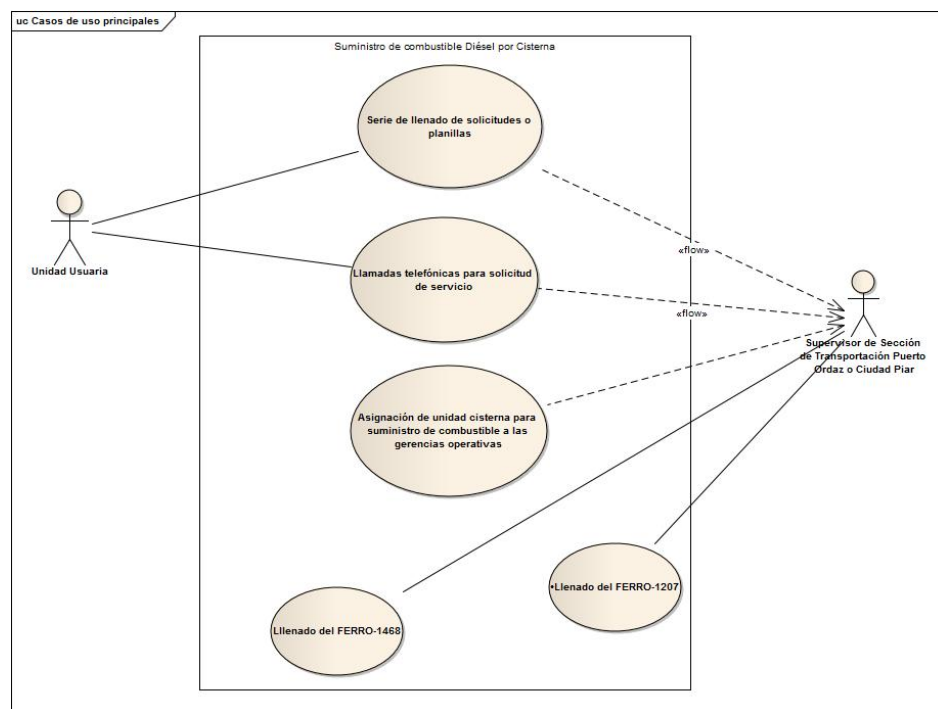 uc Casos de uso principales
Suministro de combustible Diésel por Cisterna
Serie de llenado de solicitudes o
planillas
«flow»
Unidad Usuaria
Llamadas telefónicas para solicitud
de servicio
«flow»
Supervisor de Sección
de Transportación Puerto
Ordaz o Ciudad Piar
Asignación de unidad cisterna para
suministro de combustible a las
gerencias operativas
•Llenado del FERRO-1207
Lllenado del FERRO-1468